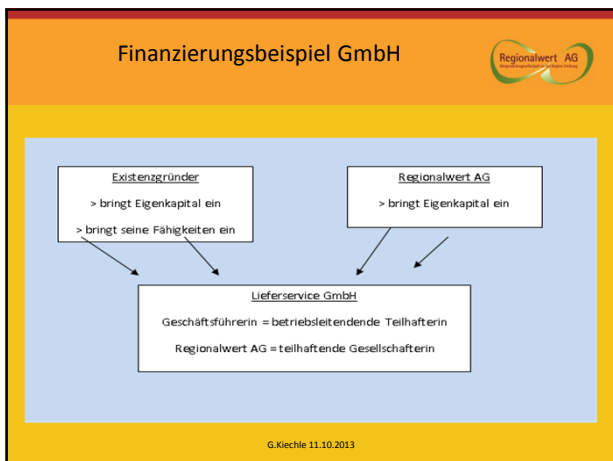 Finanzierungsbeispiel GmbH
Regionalwert AG
Existenzgründer
> bringt Eigenkapital ein
> bringt seine Fähigkeiten ein
Regionalwert AG
> bringt Eigenkapital ein
Lieferservice GmbH
Geschäftsführerin = betriebsleitendende Teilhafterin
Regionalwert AG = teilhaftende Gesellschafterin
G.Kiechle 11.10.2013